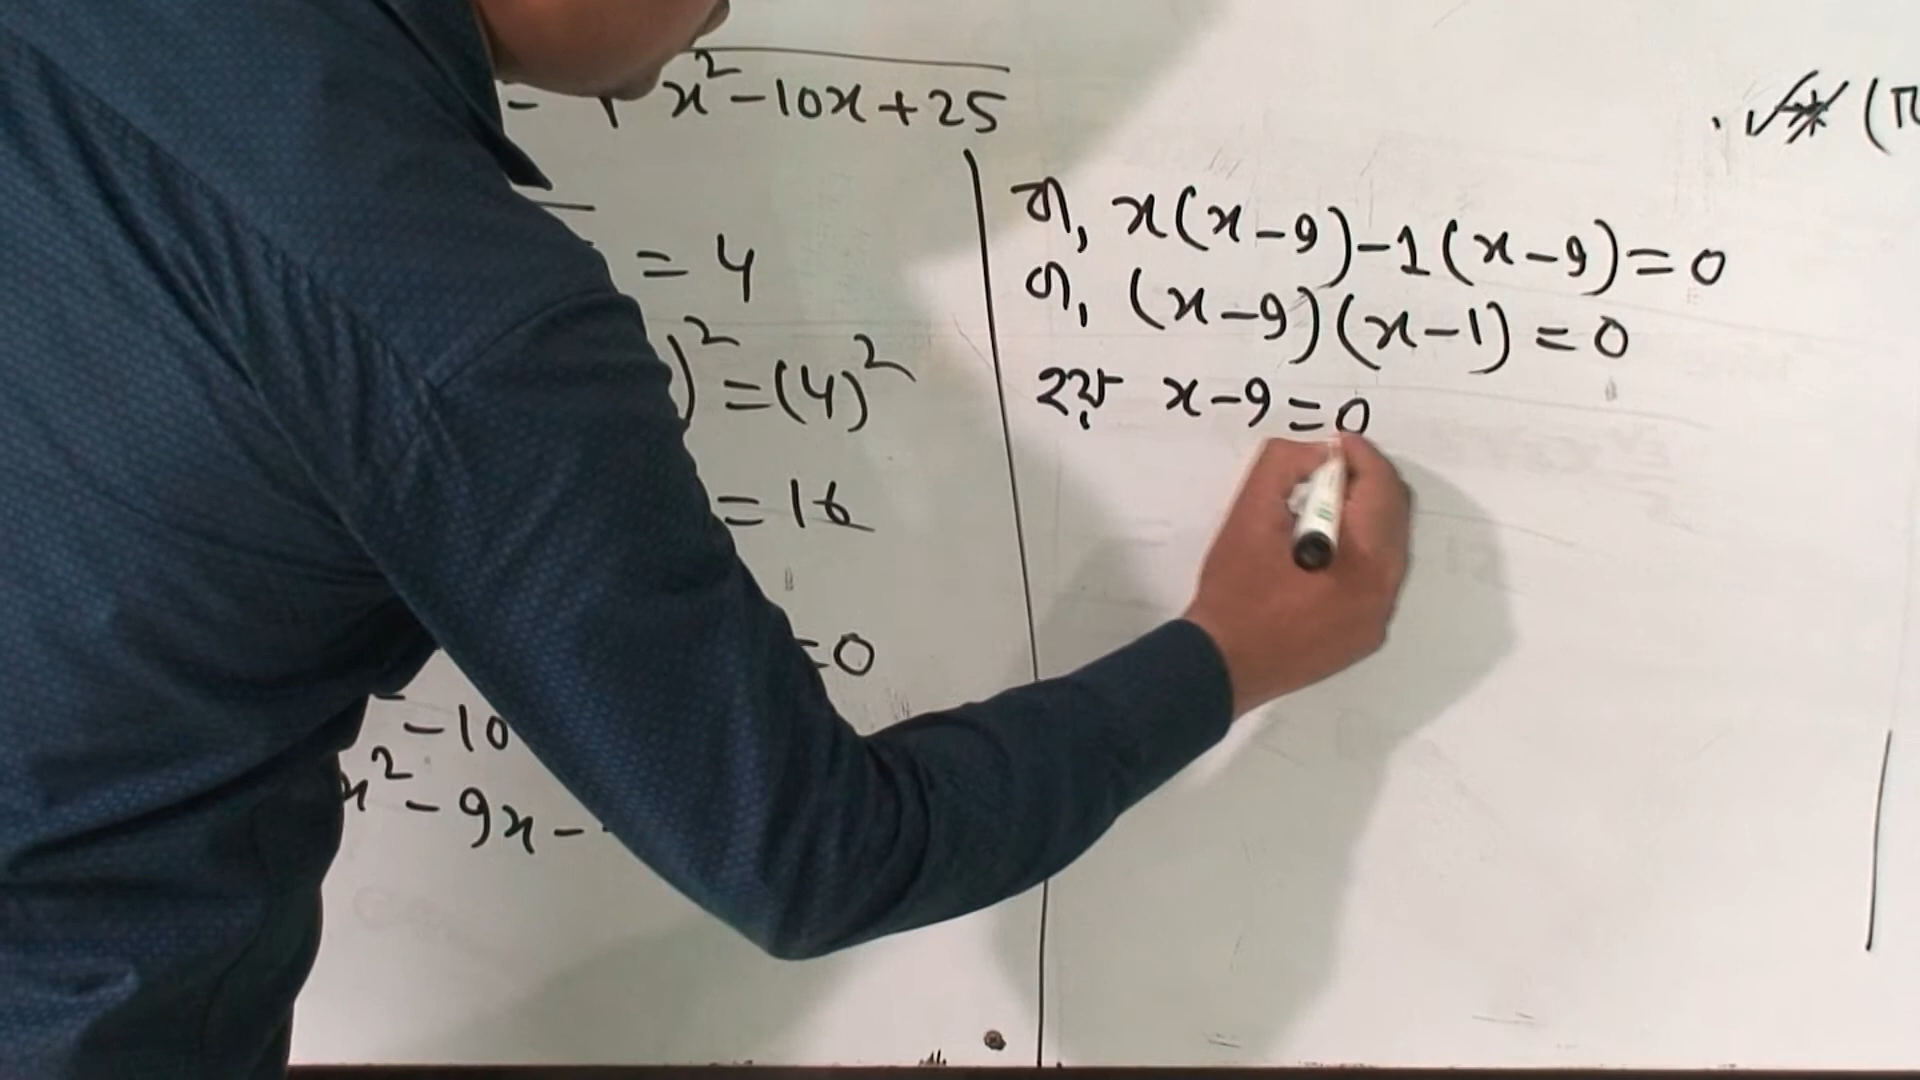 - √x²-10x+25
= 4
)² = (4)²
= 16
=0
- 10
x² - 9x -
বা, x(x-9)-1(x-9)=0
বা, (x-9)(x-1)=0
হয় x-9=0